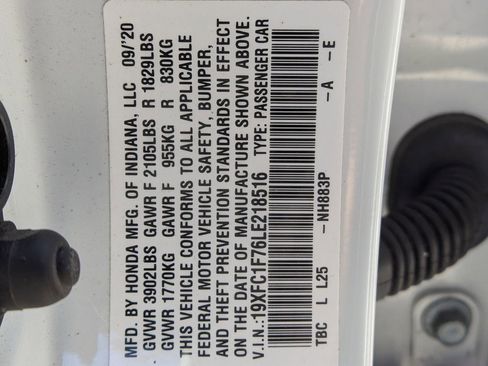 MFD. BY HONDA MFG. OF INDIANA, LLC 09/'20
GVWR 3902LBS GAWR F 2105LBS R 1829LBS
GVWR 1770KG GAWR F 955KG R 830KG
THIS VEHICLE CONFORMS TO ALL APPLICABLE
FEDERAL MOTOR VEHICLE SAFETY, BUMPER,
AND THEFT PREVENTION STANDARDS IN EFFECT
ON THE DATE OF MANUFACTURE SHOWN ABOVE.
V.I.N.:19XFC1F76LE218516 TYPE: PASSENGER CAR
TBC L L25 -NH883P -A -E